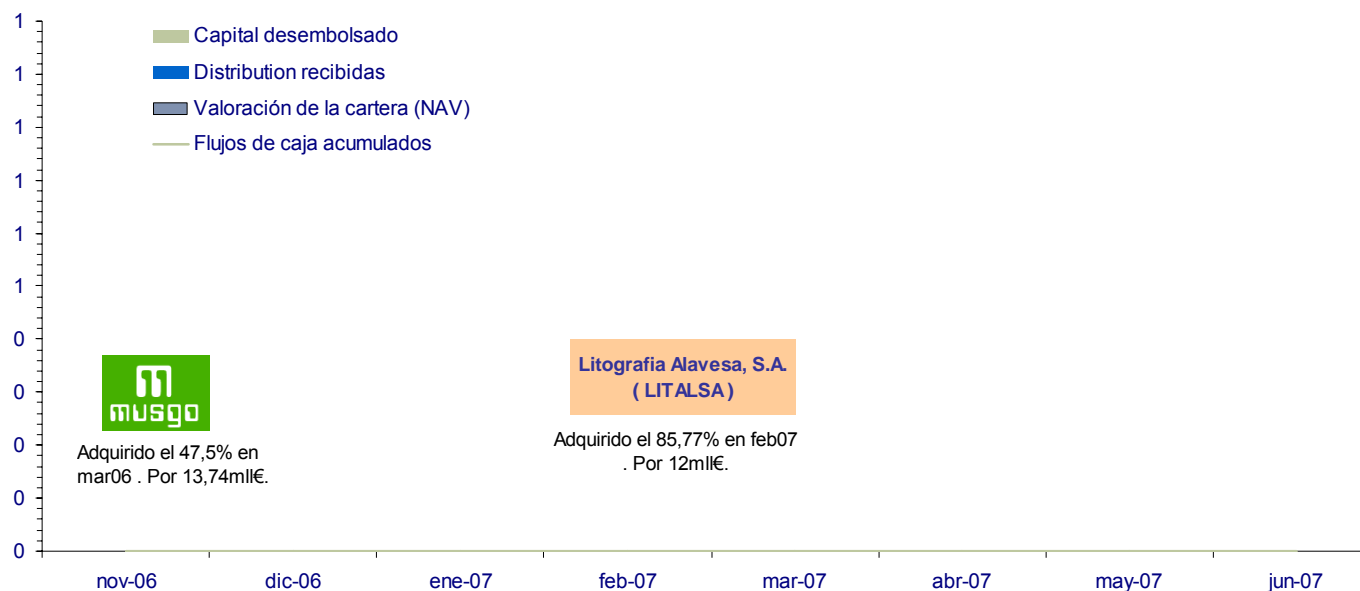 1
1
1
1
1
1
0
0
0
0
0
Capital desembolsado
Distribution recibidas
Valoración de la cartera (NAV)
Flujos de caja acumulados
musgo
Adquirido el 47,5% en
mar06 . Por 13,74mll€.
Litografia Alavesa, S.A.
( LITALSA )
Adquirido el 85,77% en feb07
. Por 12mll€.
nov-06 dic-06 ene-07 feb-07 mar-07 abr-07 may-07 jun-07